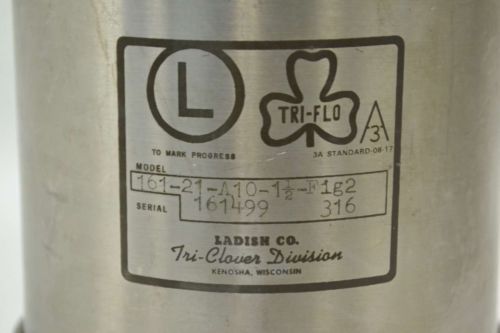 L
TRI-FLO
3
A
TO MARK PROGRESS
3A STANDARD-08-17
MODEL
161-21-A10-1½-F1g2
SERIAL 161499 316
LADISH CO.
Tri-Clover Division
KENOSHA, WISCONSIN